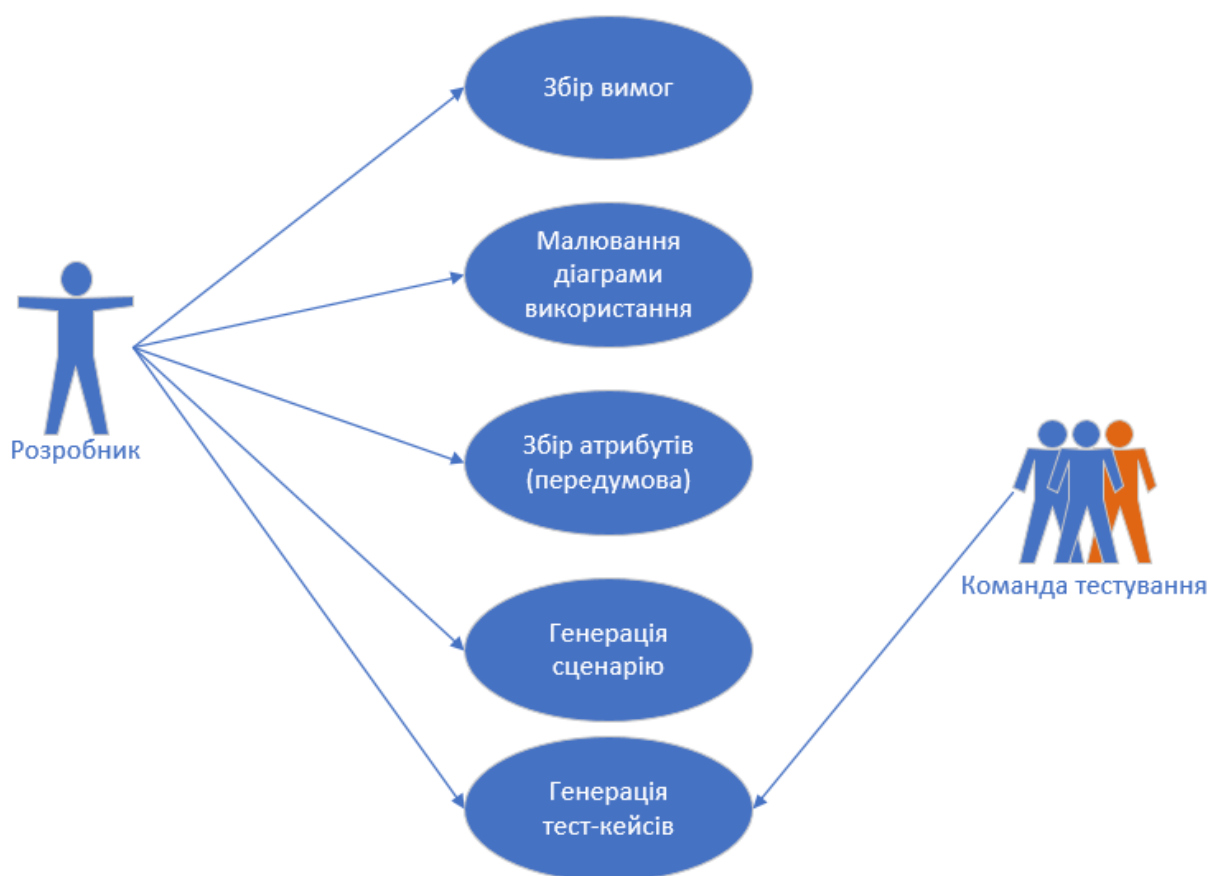 Збір вимог
Малювання
діаграми
використання
Розробник
Збір атрибутів
(передумова)
Команда тестування
Генерація
сценарію
Генерація
тест-кейсів